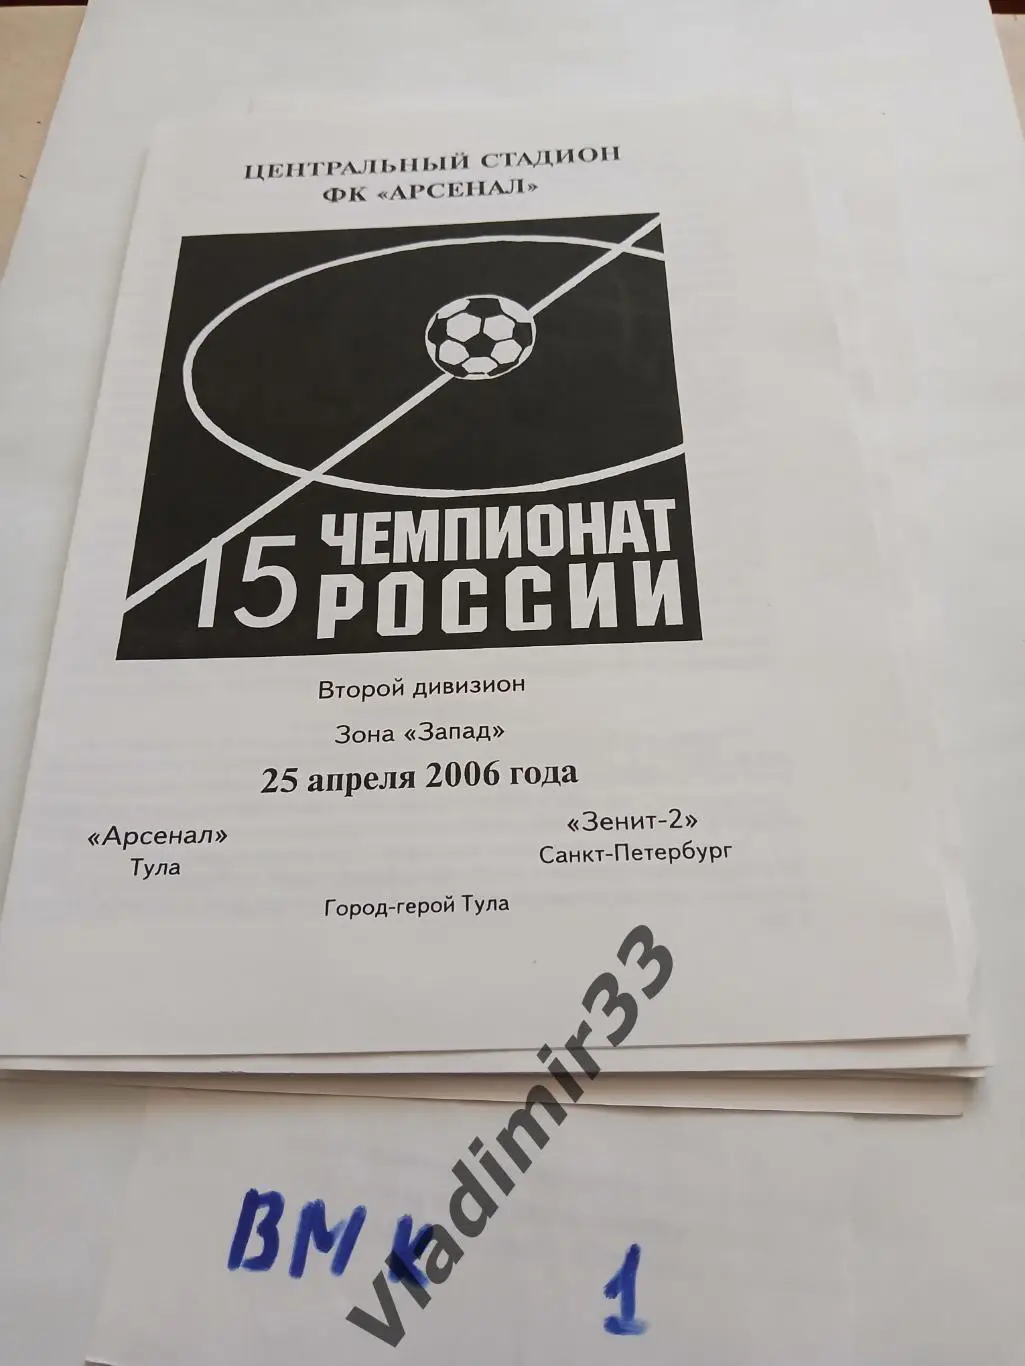 ЦЕНТРАЛЬНЫЙ СТАДИОН
ФК «АРСЕНАЛ»
15 ЧЕМПИОНАТ
РОССИИ
Второй дивизион
Зона «Запад»
25 апреля 2006 года
«Арсенал» «Зенит-2»
Тула Санкт-Петербург
Город-герой Тула
Vladimir33
ВМК 1